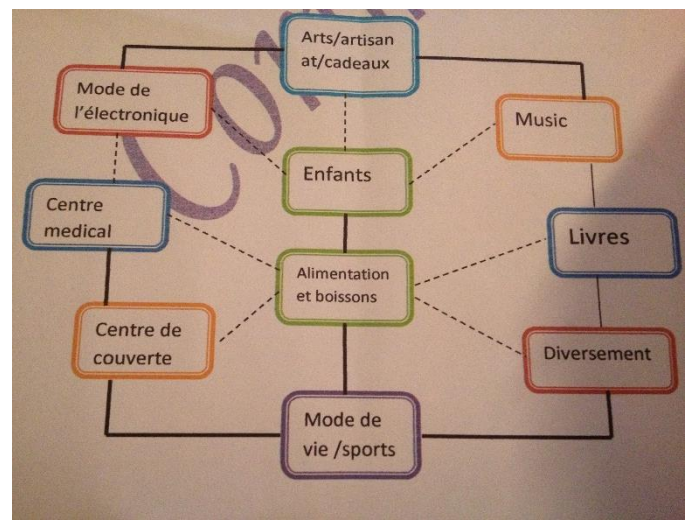 Arts/artisan
at/cadeaux
Mode de
l'électronique
Music
Enfants
Centre
medical
Livres
Alimentation
et boissons
Centre de
couverte
Diversement
Mode de
vie /sports